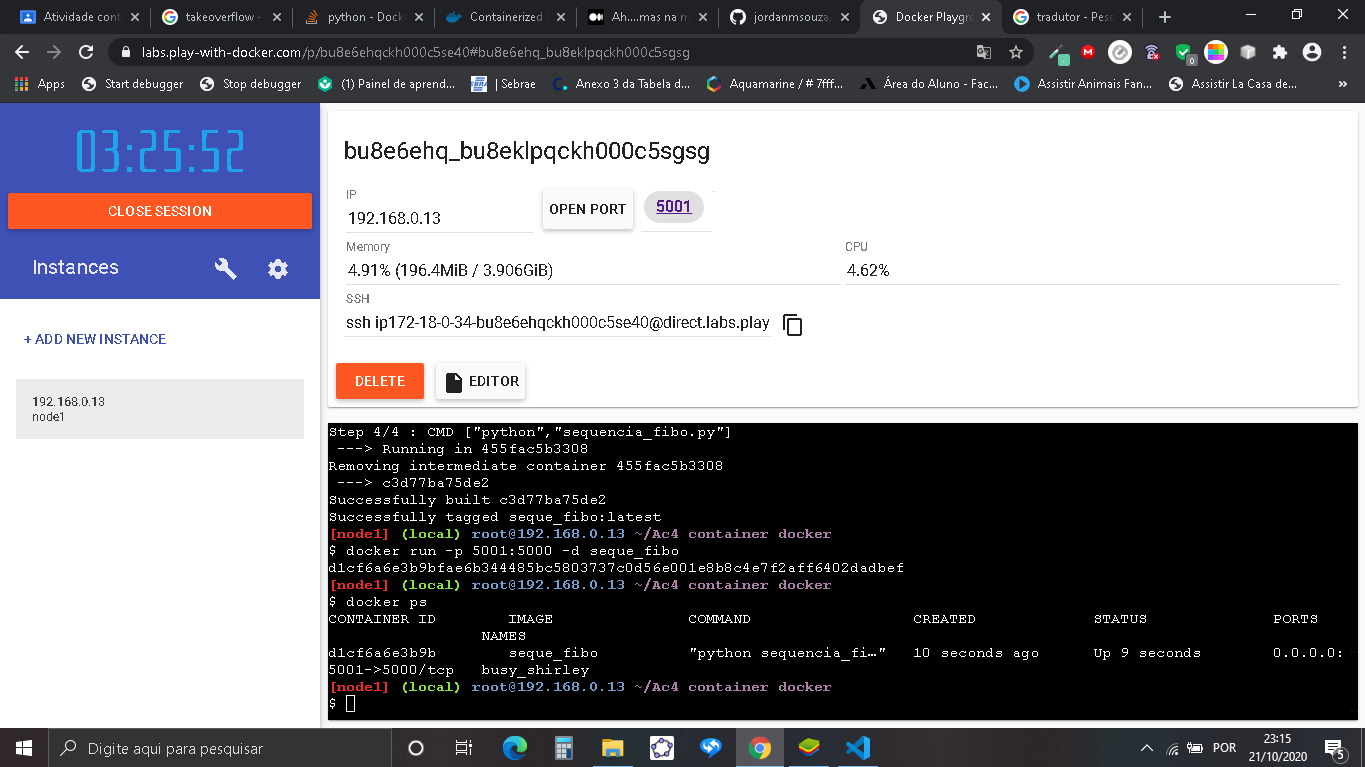 Atividade cont
takeoverflow -
python - Docke
Containerized
Ah....mas na m
jordanmsouza/
Docker Playgro
tradutor - Pesq
labs.play-with-docker.com/p/bu8e6ehqckh000c5se40#bu8e6ehq_bu8eklpqckh000c5sgsg
Apps
Start debugger
Stop debugger
(1) Painel de aprend...
| Sebrae
Anexo 3 da Tabela d...
Aquamarine / # 7fff...
Área do Aluno - Fac...
Assistir Animais Fan...
Assistir La Casa de...
»
03:25:52
CLOSE SESSION
Instances
+ ADD NEW INSTANCE
192.168.0.13
node1
bu8e6ehq_bu8eklpqckh000c5sgsg
IP
192.168.0.13
OPEN PORT
5001
Memory
4.91% (196.4MiB / 3.906GiB)
CPU
4.62%
SSH
ssh ip172-18-0-34-bu8e6ehqckh000c5se40@direct.labs.play
DELETE
EDITOR
Step 4/4 : CMD ["python","sequencia_fibo.py"]
---> Running in 455fac5b3308
Removing intermediate container 455fac5b3308
---> c3d77ba75de2
Successfully built c3d77ba75de2
Successfully tagged seque_fibo:latest
[node1] (local) root@192.168.0.13 ~/Ac4 container docker
$ docker run -p 5001:5000 -d seque_fibo
d1cf6a6e3b9bfae6b344485bc5803737c0d56e001e8b8c4e7f2aff6402dadbef
[node1] (local) root@192.168.0.13 ~/Ac4 container docker
$ docker ps
CONTAINER ID IMAGE COMMAND CREATED STATUS PORTS
NAMES
d1cf6a6e3b9b seque_fibo "python sequencia_fi…" 10 seconds ago Up 9 seconds 0.0.0.0:
5001->5000/tcp busy_shirley
[node1] (local) root@192.168.0.13 ~/Ac4 container docker
$
Digite aqui para pesquisar
POR
23:15
21/10/2020
5